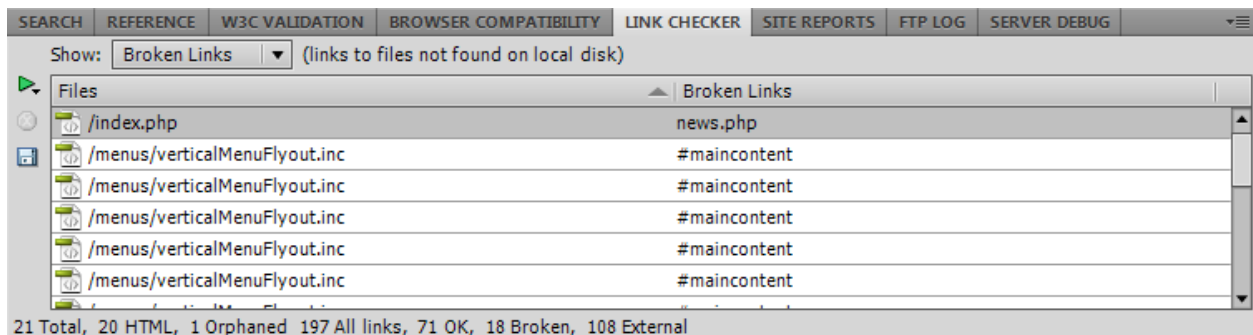 SEARCH REFERENCE W3C VALIDATION BROWSER COMPATIBILITY LINK CHECKER SITE REPORTS FTP LOG SERVER DEBUG
Show: Broken Links (links to files not found on local disk)
Files Broken Links
/index.php news.php
/menus/verticalMenuFlyout.inc #maincontent
/menus/verticalMenuFlyout.inc #maincontent
/menus/verticalMenuFlyout.inc #maincontent
/menus/verticalMenuFlyout.inc #maincontent
/menus/verticalMenuFlyout.inc #maincontent
21 Total, 20 HTML, 1 Orphaned 197 All links, 71 OK, 18 Broken, 108 External